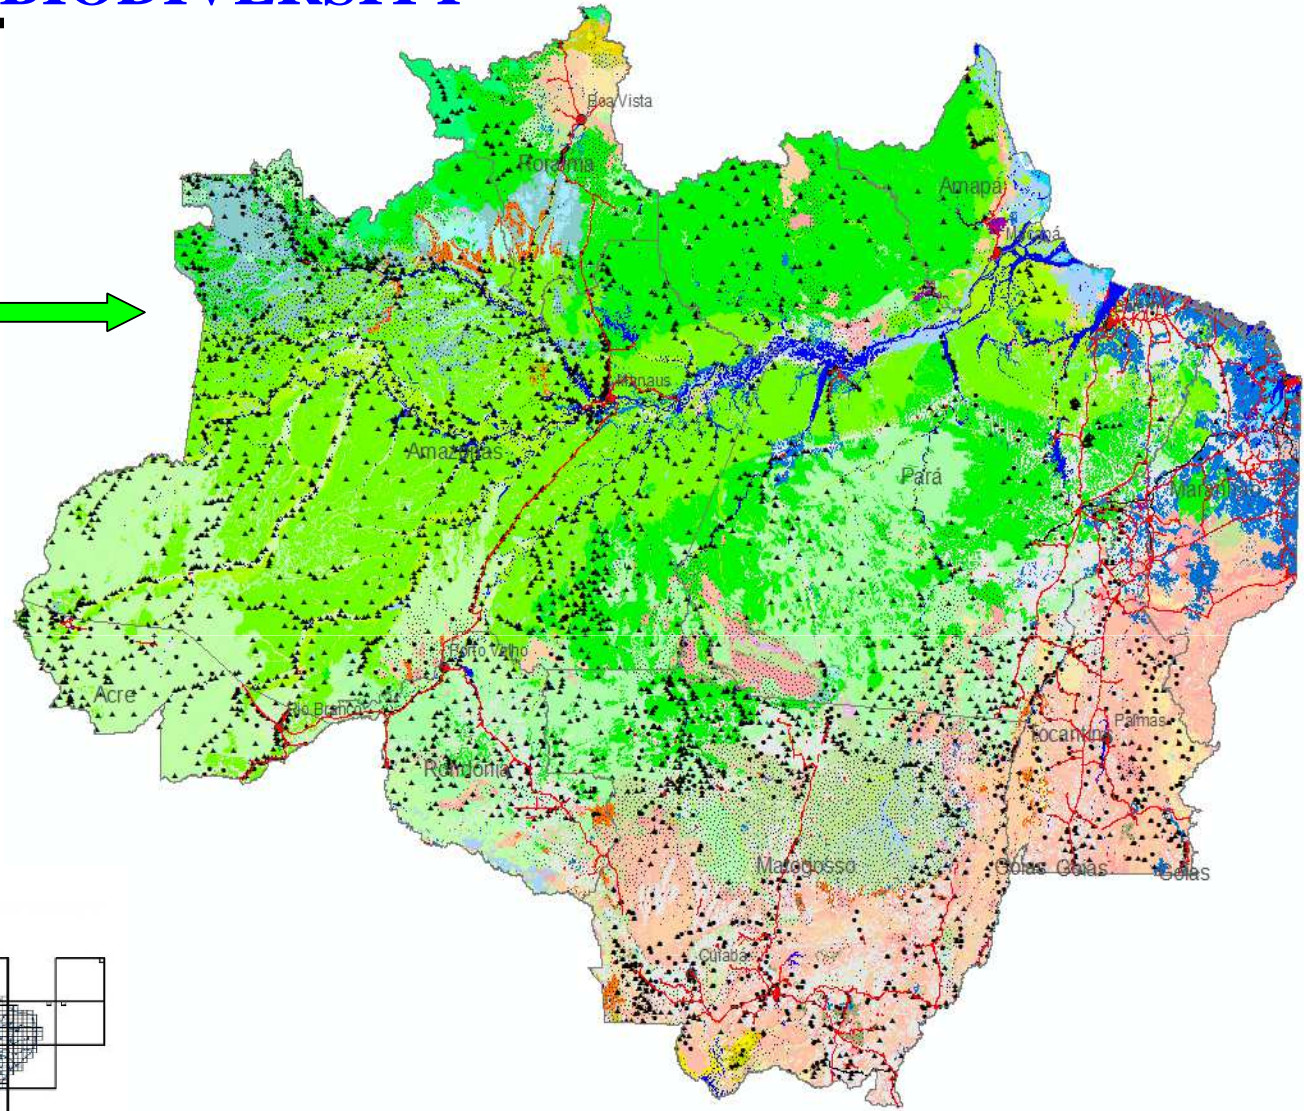 BIODIVERSITY
Boa Vista
Roraima
Amapá
Macapá
Manaus
Amazonas
Pará
Maranhão
Porto Velho
Acre
Rio Branco
Palmas
Tocantins
Rondônia
Matogosso
Goias Goias Goias
Cuiabá